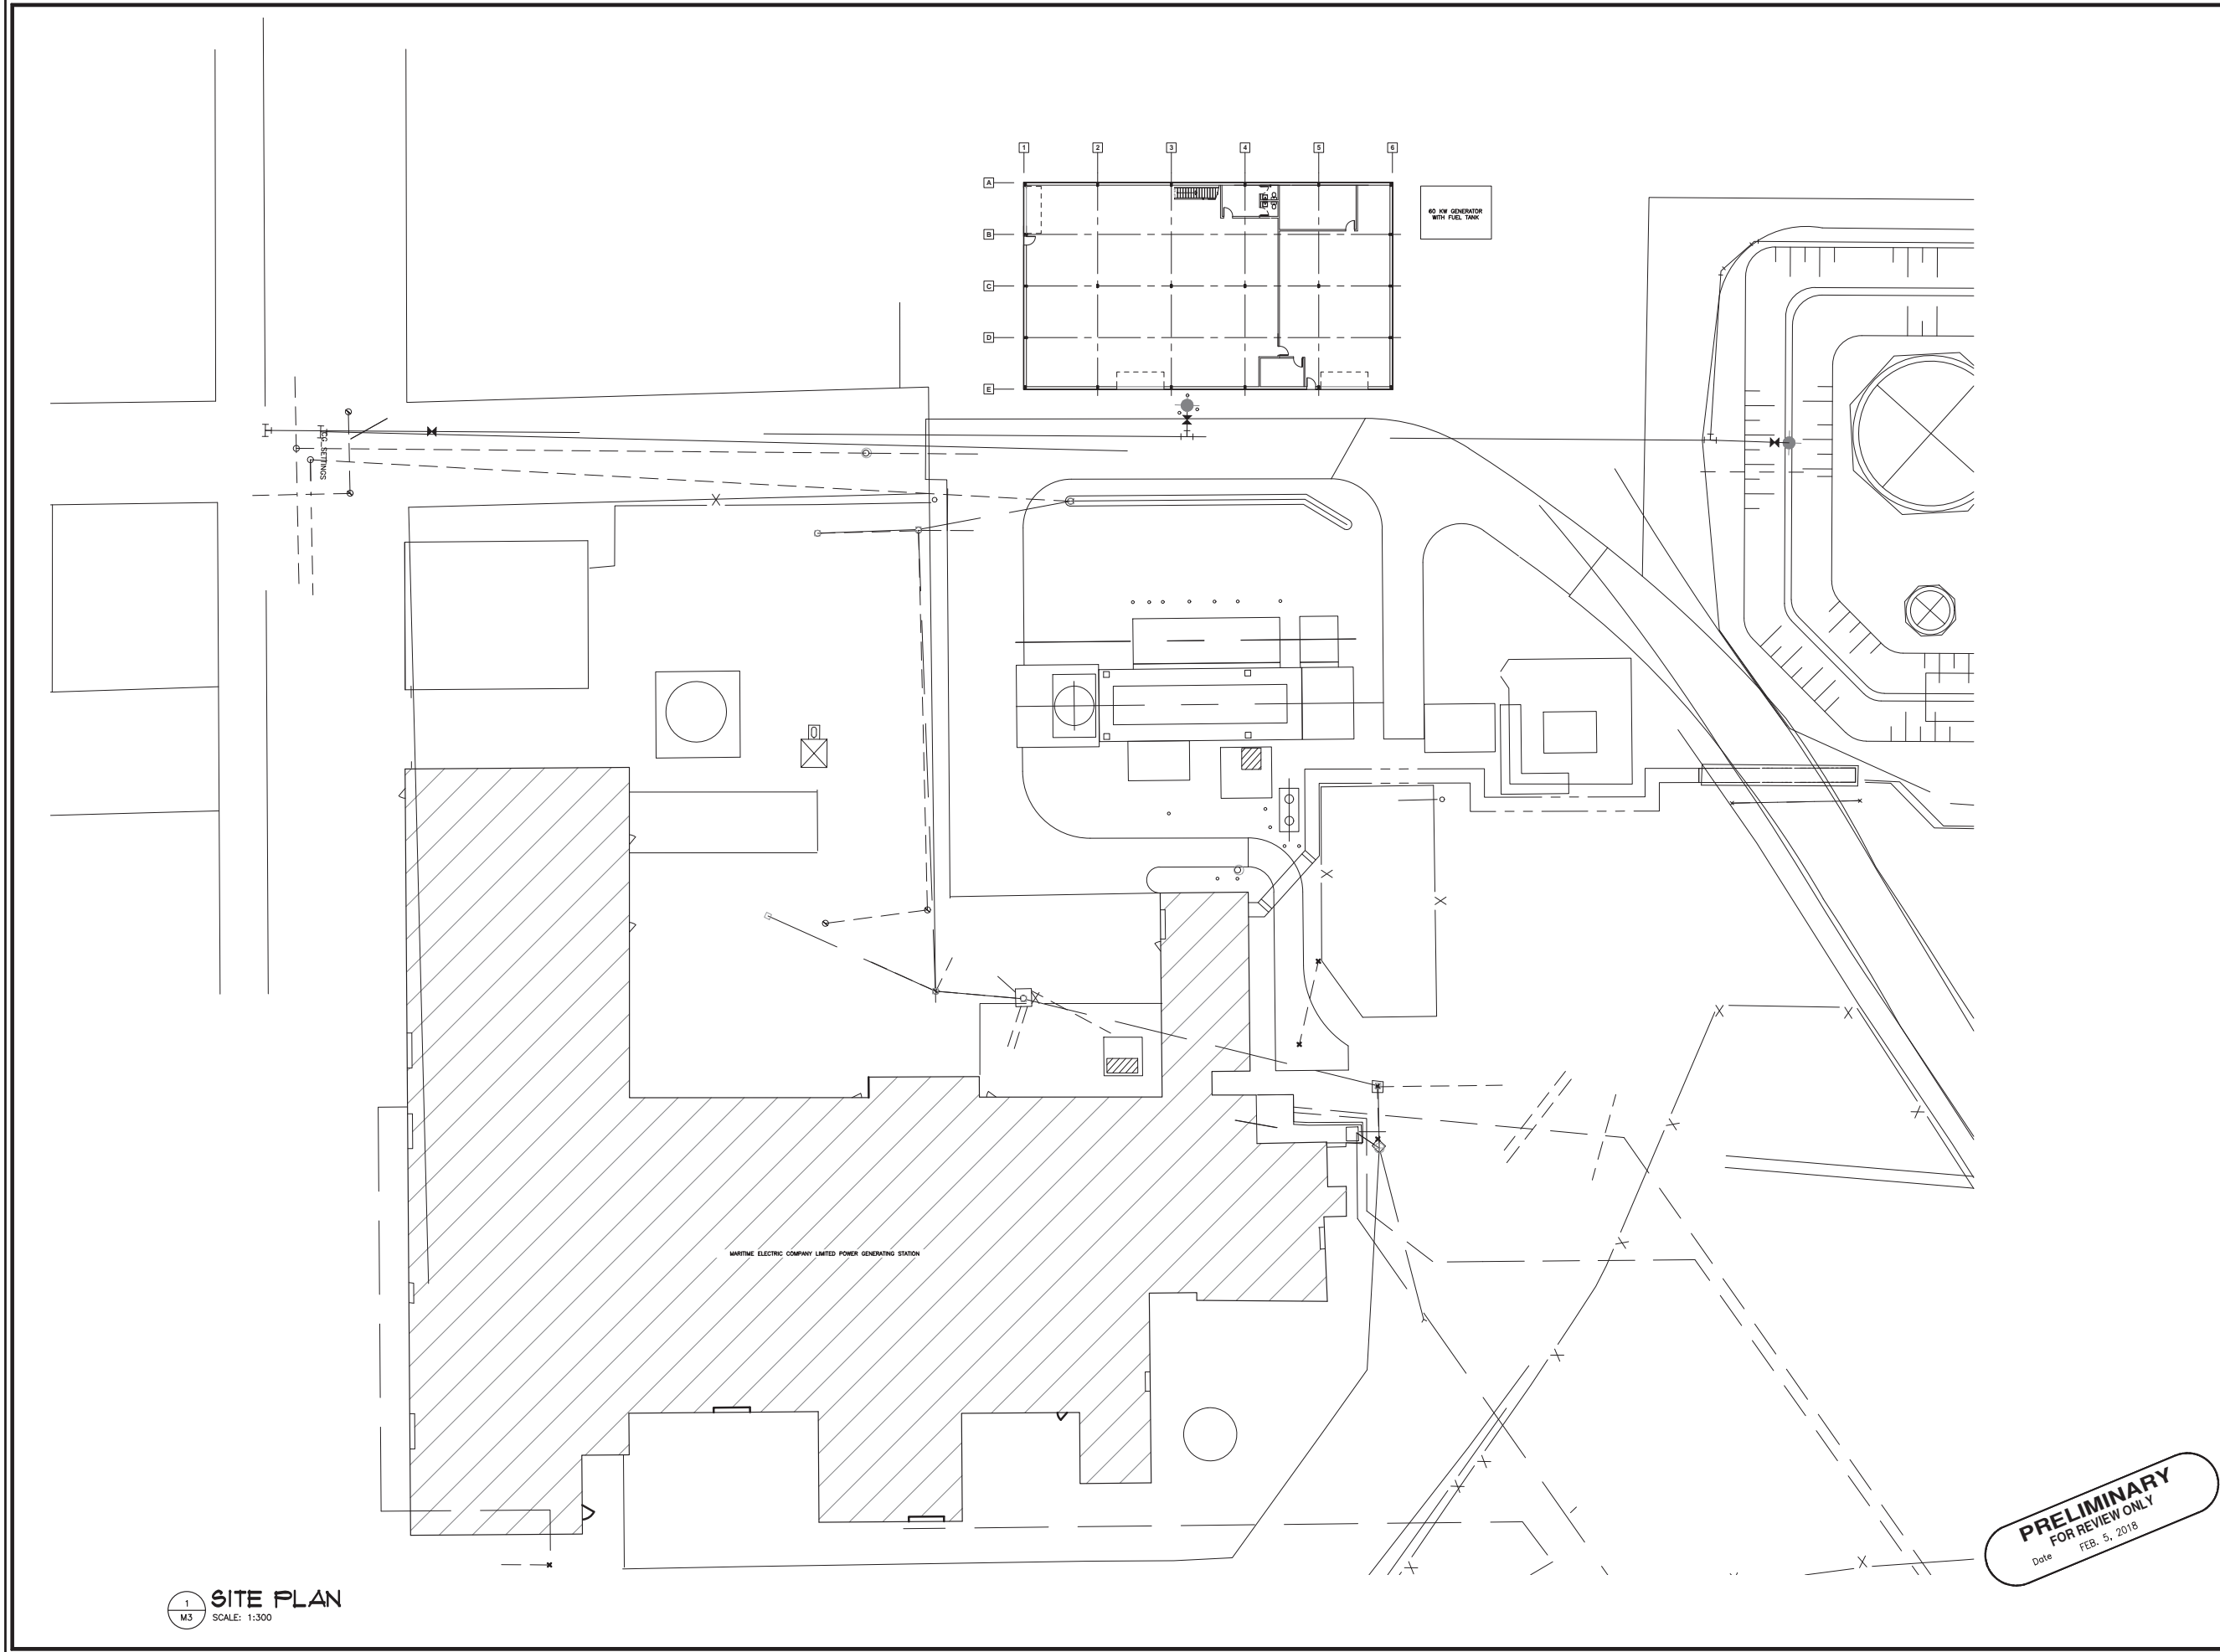 1 2 3 4 5 6
A
B
C
D
E
60 KW GENERATOR
WITH FUEL TANK
MARITIME ELECTRIC COMPANY LIMITED POWER GENERATING STATION
1
M3
SITE PLAN
SCALE: 1:300
PRELIMINARY
FOR REVIEW ONLY
Date FEB. 5, 2018